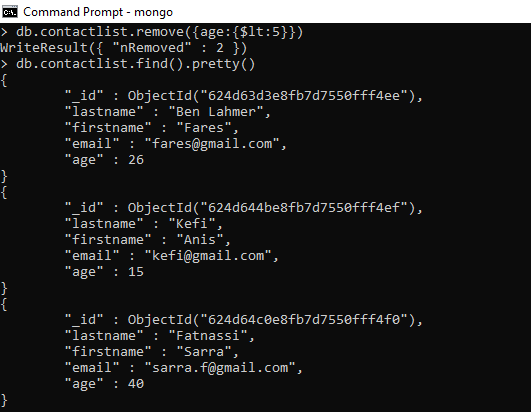 Command Prompt - mongo
> db.contactlist.remove({age:{$lt:5}})
WriteResult({ "nRemoved" : 2 })
> db.contactlist.find().pretty()
{
"_id" : ObjectId("624d63d3e8fb7d7550fff4ee"),
"lastname" : "Ben Lahmer",
"firstname" : "Fares",
"email" : "fares@gmail.com",
"age" : 26
}
{
"_id" : ObjectId("624d644be8fb7d7550fff4ef"),
"lastname" : "Kefi",
"firstname" : "Anis",
"email" : "kefi@gmail.com",
"age" : 15
}
{
"_id" : ObjectId("624d64c0e8fb7d7550fff4f0"),
"lastname" : "Fatnassi",
"firstname" : "Sarra",
"email" : "sarra.f@gmail.com",
"age" : 40
}